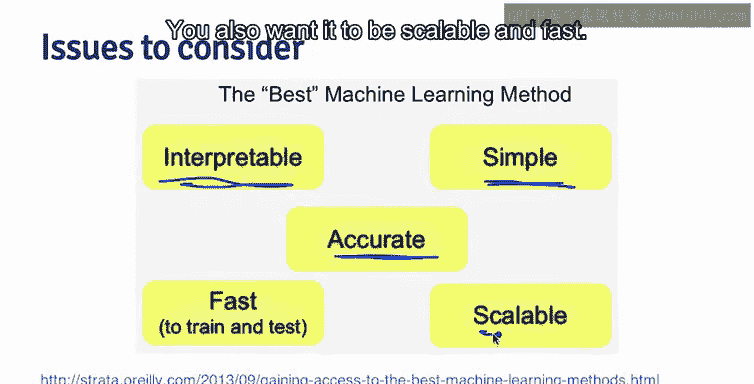 You also want it to be scalable and fast.
Issues to consider
The “Best” Machine Learning Method
Interpretable
Simple
Accurate
Fast
(to train and test)
Scalable
http://strata.oreilly.com/2013/09/gaining-access-to-the-best-machine-learning-methods.html